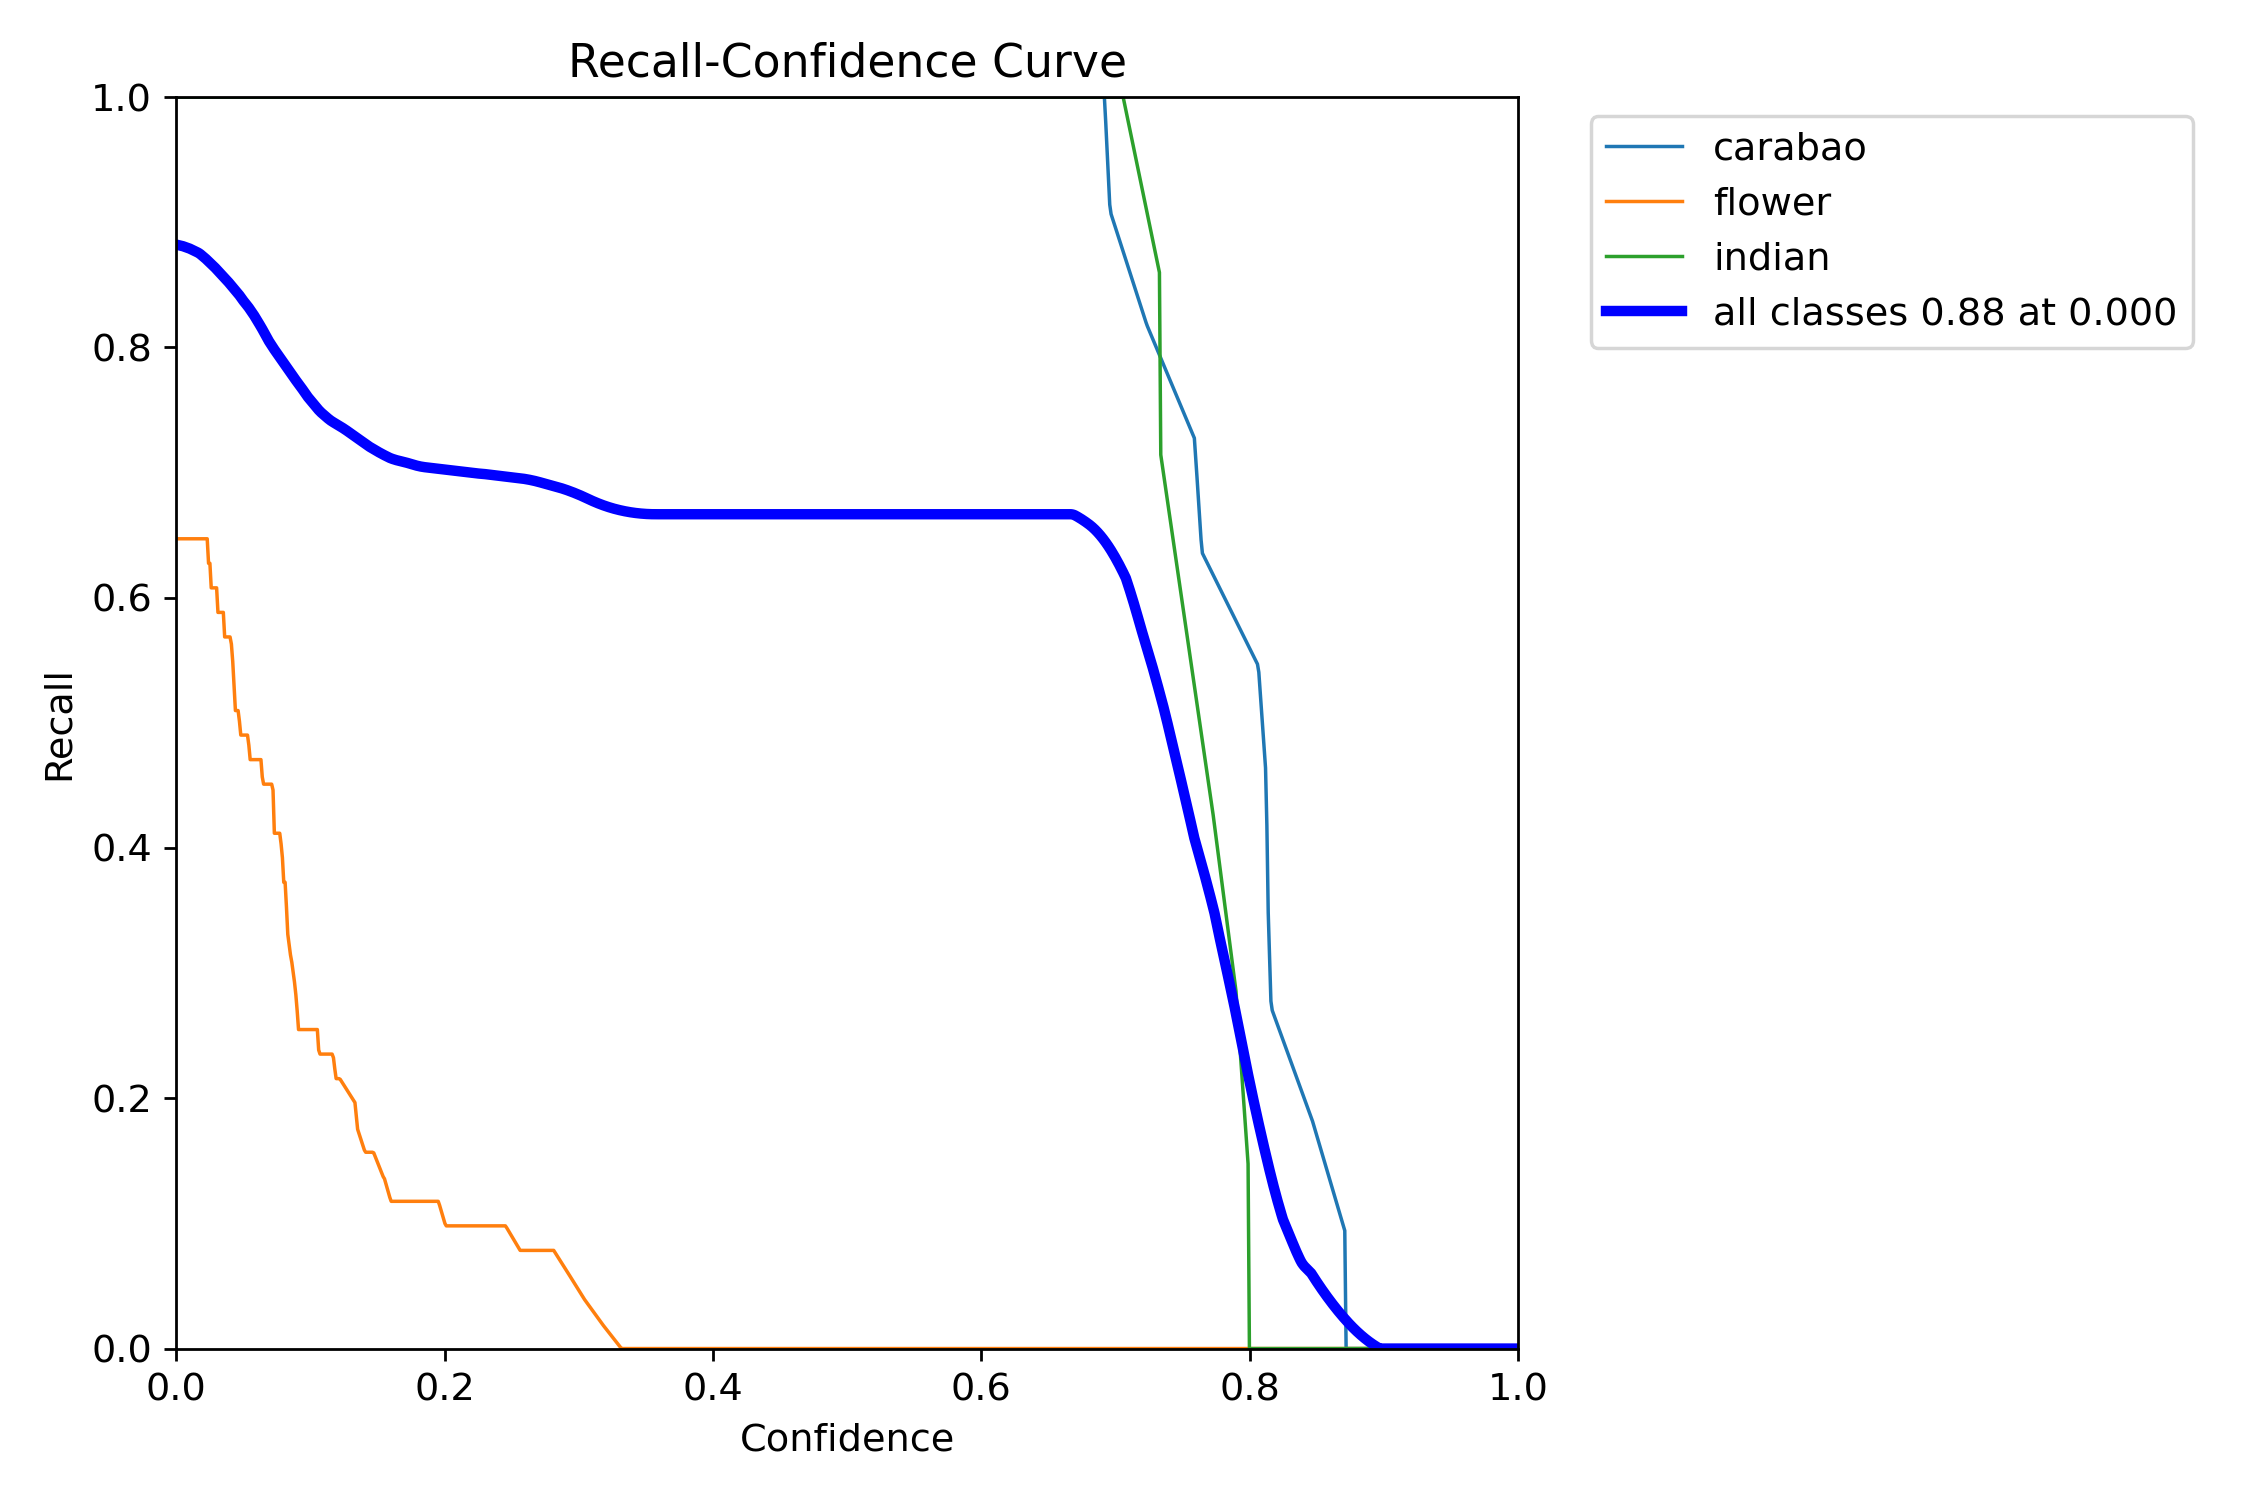 Recall-Confidence Curve
1.0
0.8
0.6
0.4
0.2
0.0
Recall
0.0 0.2 0.4 0.6 0.8 1.0
Confidence
carabao
flower
indian
all classes 0.88 at 0.000